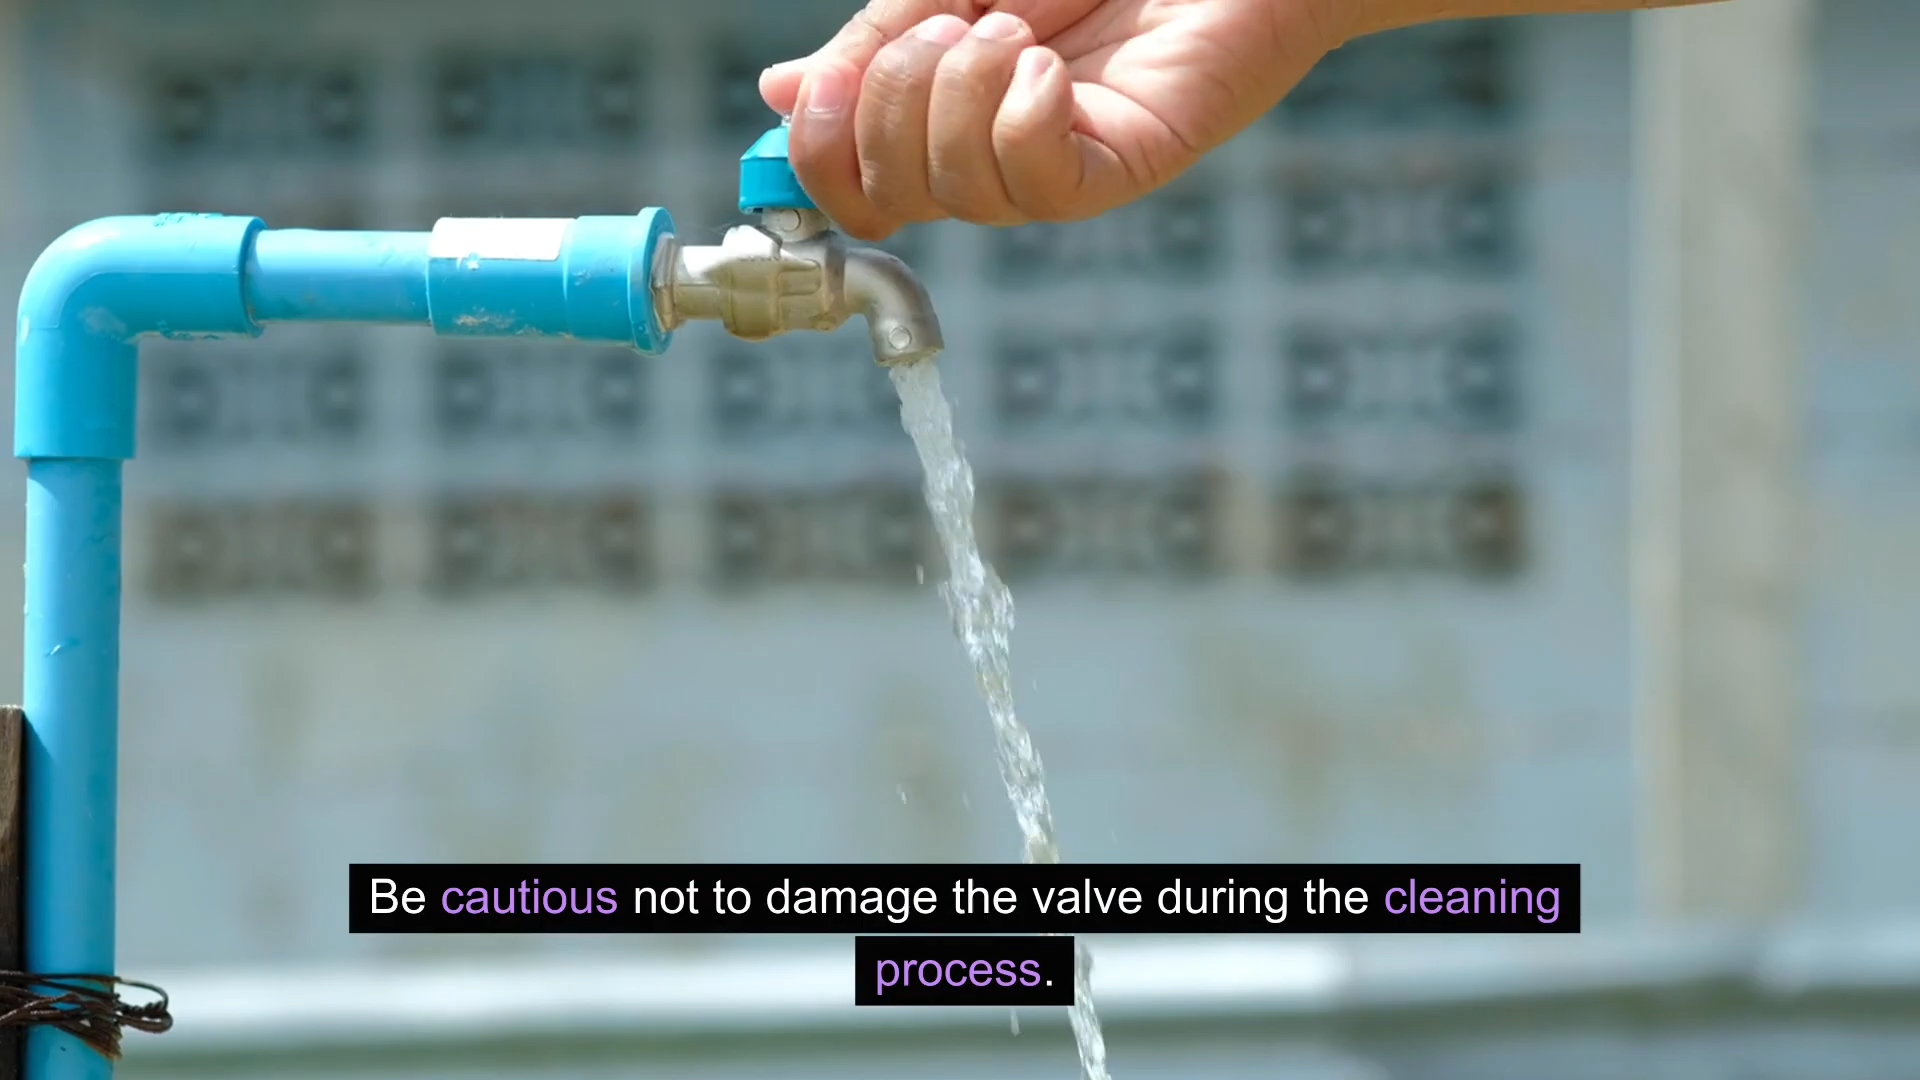 Be cautious not to damage the valve during the cleaning
process.